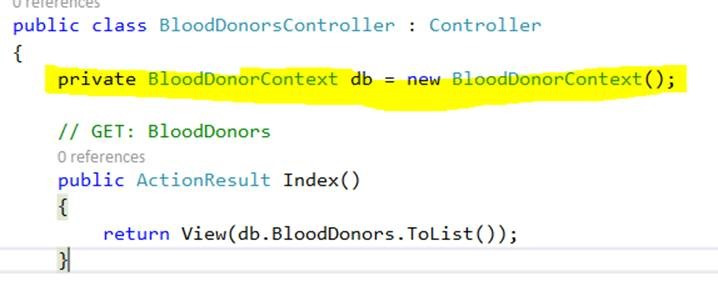 0 references
public class BloodDonorsController : Controller
{
private BloodDonorContext db = new BloodDonorContext();
// GET: BloodDonors
0 references
public ActionResult Index()
{
return View(db.BloodDonors.ToList());
}